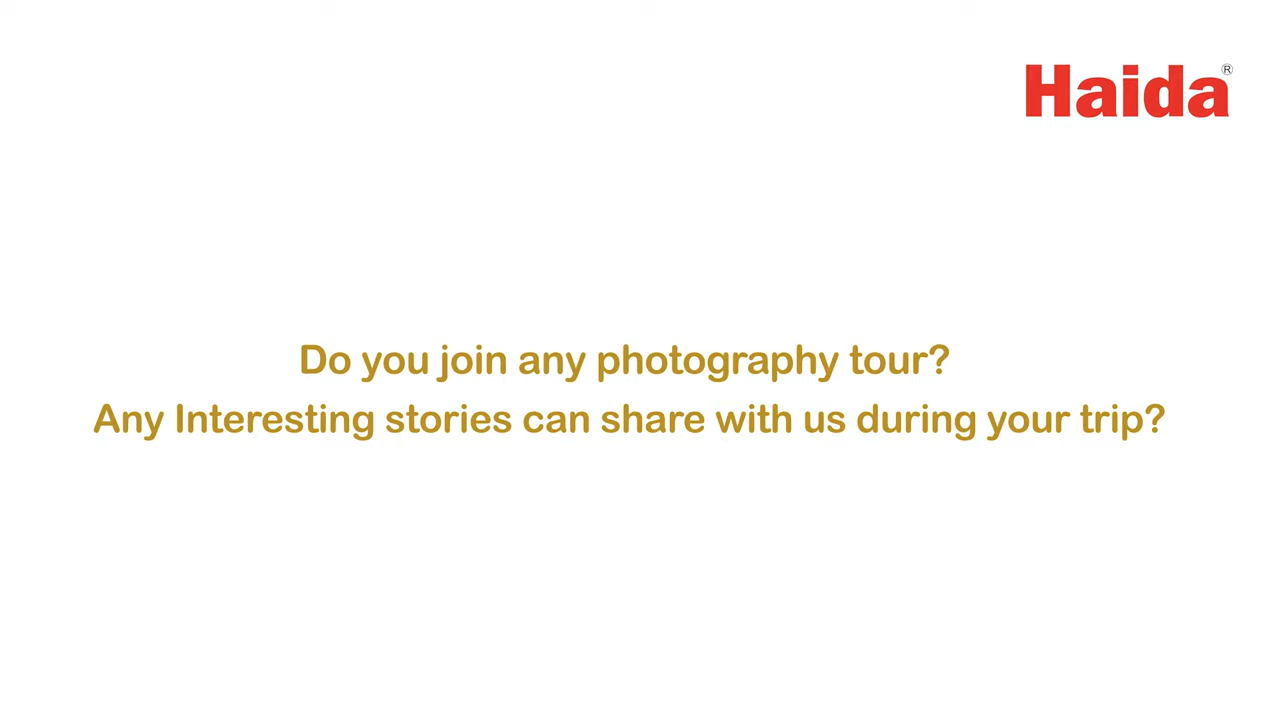 Haida®
Do you join any photography tour?
Any Interesting stories can share with us during your trip?